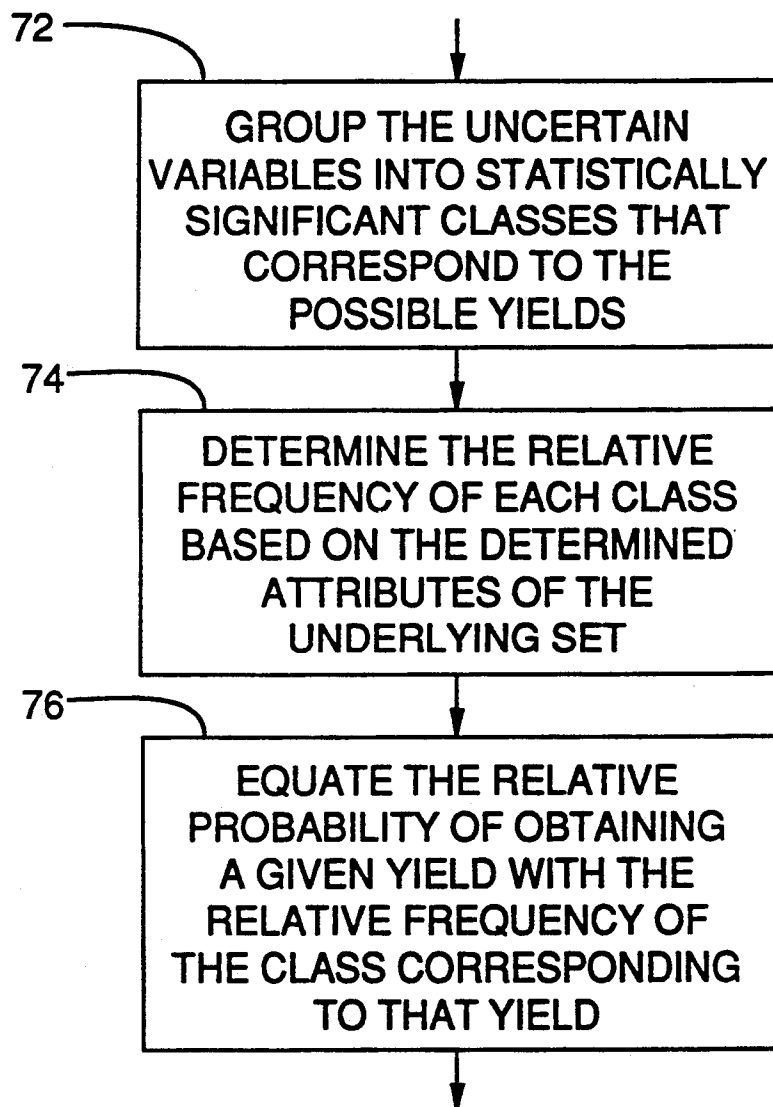 72
GROUP THE UNCERTAIN
VARIABLES INTO STATISTICALLY
SIGNIFICANT CLASSES THAT
CORRESPOND TO THE
POSSIBLE YIELDS
74
DETERMINE THE RELATIVE
FREQUENCY OF EACH CLASS
BASED ON THE DETERMINED
ATTRIBUTES OF THE
UNDERLYING SET
76
EQUATE THE RELATIVE
PROBABILITY OF OBTAINING
A GIVEN YIELD WITH THE
RELATIVE FREQUENCY OF
THE CLASS CORRESPONDING
TO THAT YIELD